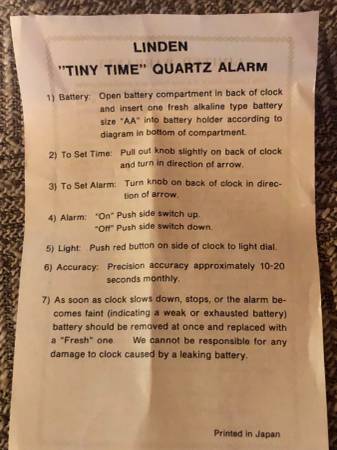 LINDEN
"TINY TIME" QUARTZ ALARM
1) Battery: Open battery compartment in back of clock
and insert one fresh alkaline type battery
size "AA" into battery holder according to
diagram in bottom of compartment.
2) To Set Time: Pull out knob slightly on back of clock
and turn in direction of arrow.
3) To Set Alarm: Turn knob on back of clock in direc-
tion of arrow.
4) Alarm: "On" Push side switch up.
"Off" Push side switch down.
5) Light: Push red button on side of clock to light dial.
6) Accuracy: Precision accuracy approximately 10-20
seconds monthly.
7) As soon as clock slows down, stops, or the alarm be-
comes faint (indicating a weak or exhausted battery)
battery should be removed at once and replaced with
a "Fresh" one. We cannot be responsible for any
damage to clock caused by a leaking battery.
Printed in Japan